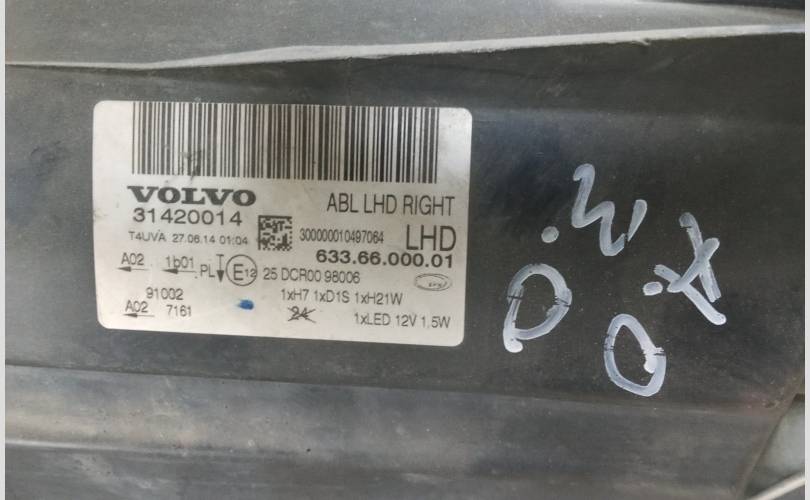 VOLVO
31420014
ABL LHD RIGHT
T4UVA 27.06.14 01:04
300000010497064
LHD
633.66.000.01
A02 1b01 PL E12 25 DCR00 98006
91002
1xH7 1xD1S 1xH21W
A02 7161
24
1xLED 12V 1,5W